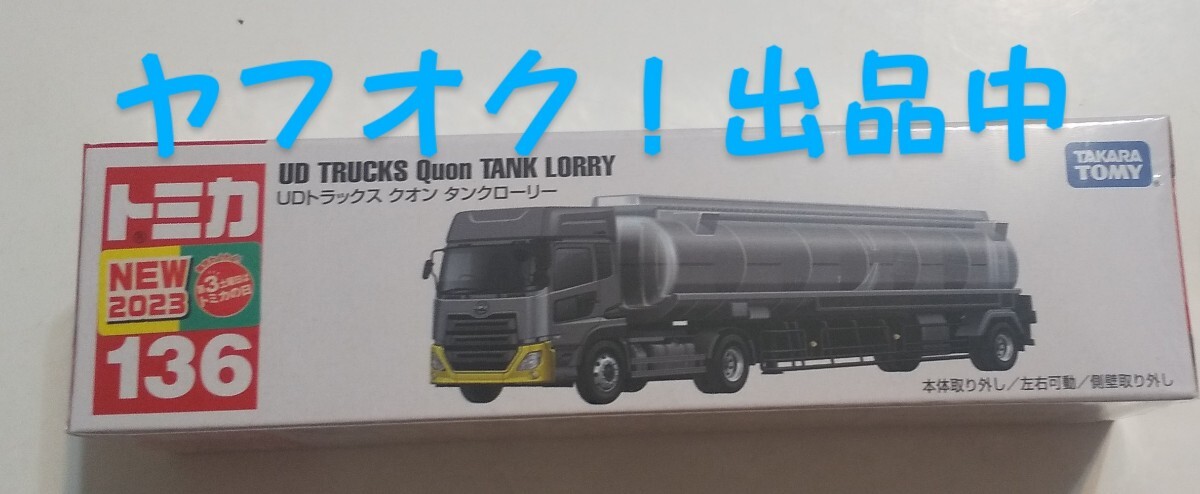 ヤフオク!出品中
UD TRUCKS Quon TANK LORRY
UDトラックス クオン タンクローリー
TAKARA
TOMY
トミカ
NEW
2023
第3土曜日は
トミカの日
136
本体取り外し/左右可動/側壁取り外し